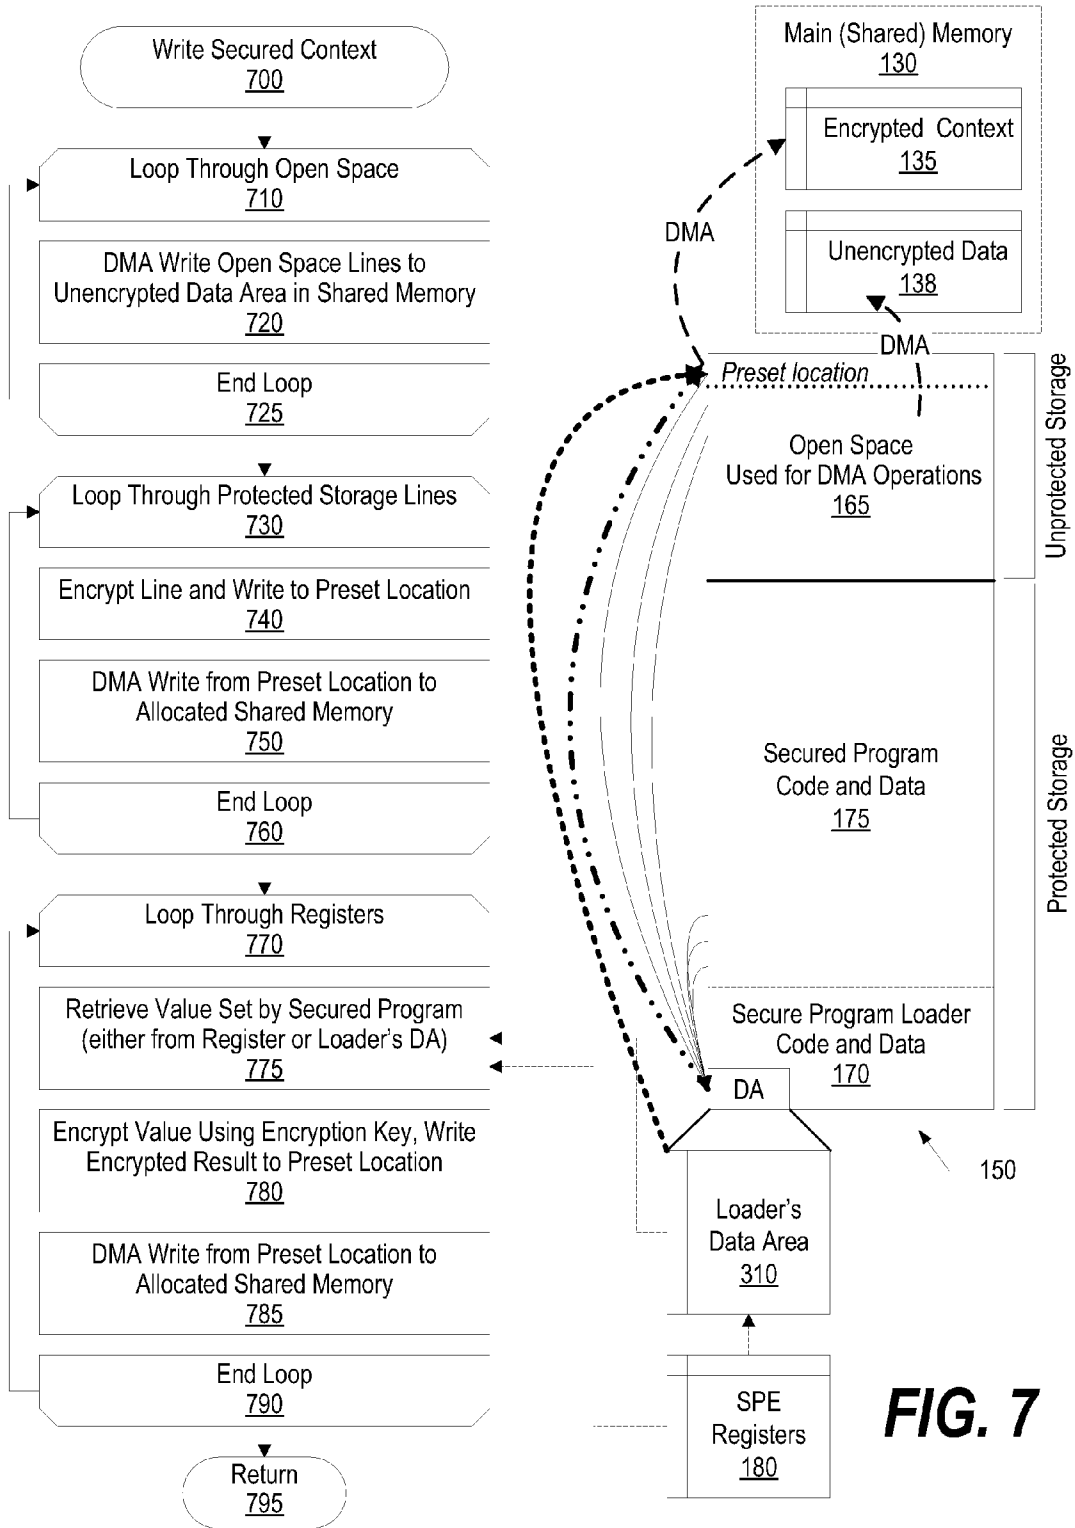 Write Secured Context
700
Loop Through Open Space
710
DMA Write Open Space Lines to
Unencrypted Data Area in Shared Memory
720
End Loop
725
Loop Through Protected Storage Lines
730
Encrypt Line and Write to Preset Location
740
DMA Write from Preset Location to
Allocated Shared Memory
750
End Loop
760
Loop Through Registers
770
Retrieve Value Set by Secured Program
(either from Register or Loader's DA)
775
Encrypt Value Using Encryption Key, Write
Encrypted Result to Preset Location
780
DMA Write from Preset Location to
Allocated Shared Memory
785
End Loop
790
Return
795
Main (Shared) Memory
130
Encrypted Context
135
Unencrypted Data
138
DMA
DMA
Preset location
Open Space
Used for DMA Operations
165
Unprotected Storage
Secured Program
Code and Data
175
Protected Storage
Secure Program Loader
Code and Data
170
DA
150
Loader's
Data Area
310
SPE
Registers
180
FIG. 7